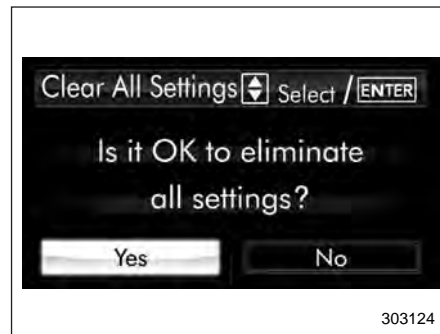 Clear All Settings Select / ENTER
Is it OK to eliminate
all settings?
Yes No
303124